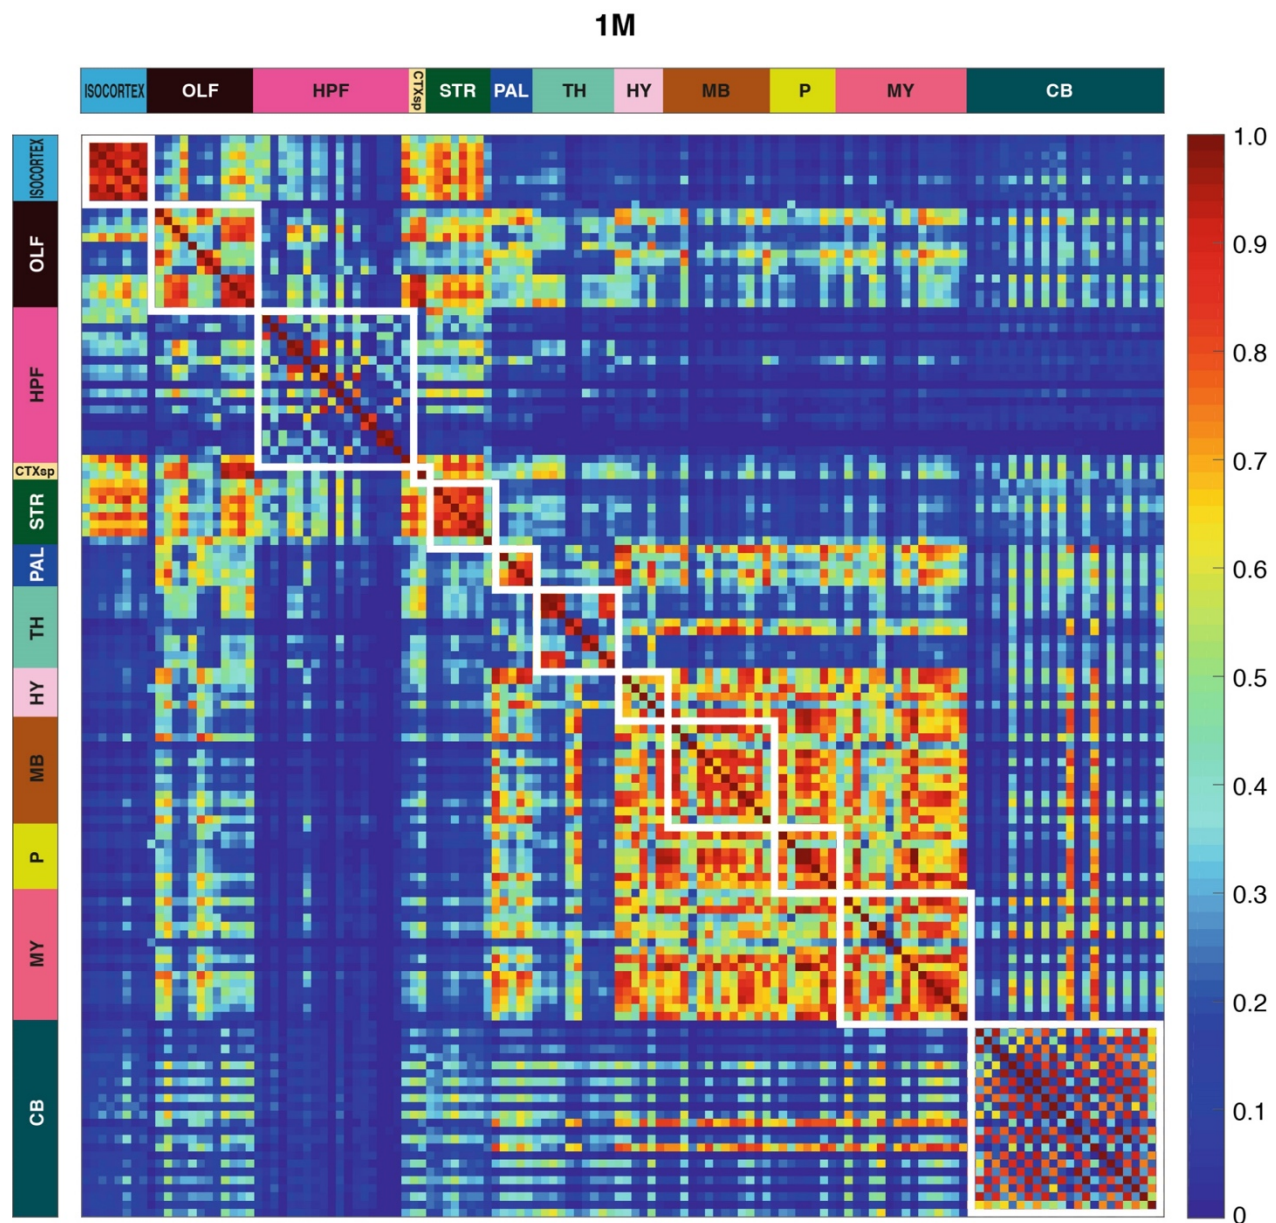 1M
ISOCORTEX OLF HPF CTXsp STR PAL TH HY MB P MY CB
ISOCORTEX
OLF
HPF
CTXsp
STR
PAL
TH
HY
MB
P
MY
CB
1.0
0.9
0.8
0.7
0.6
0.5
0.4
0.3
0.2
0.1
0